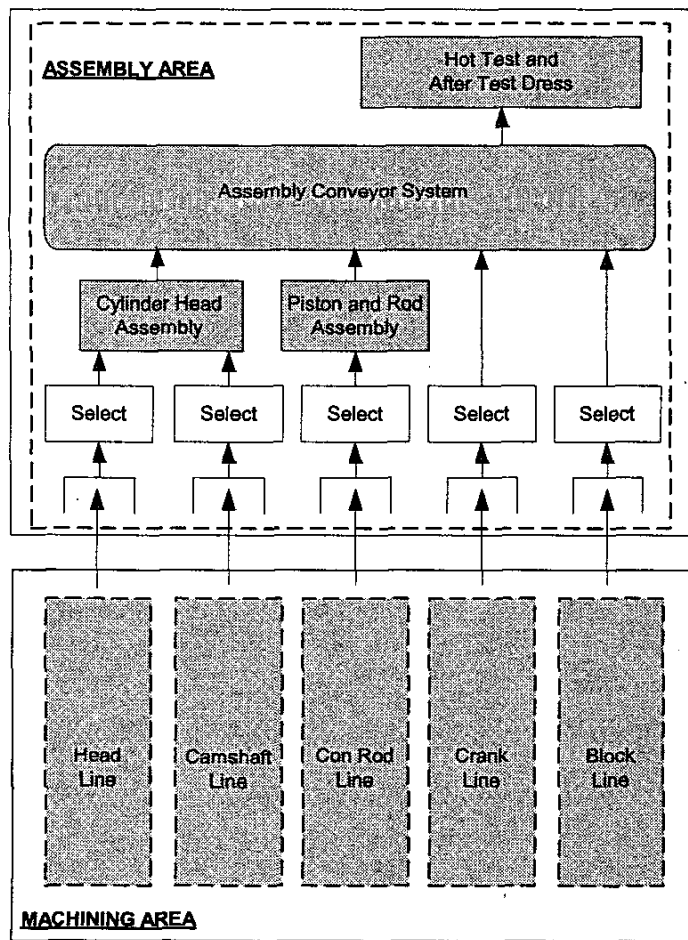 ASSEMBLY AREA
Hot Test and
After Test Dress
Assembly Conveyor System
Cylinder Head
Assembly
Piston and Rod
Assembly
Select
Select
Select
Select
Select
Head
Line
Camshaft
Line
Con Rod
Line
Crank
Line
Block
Line
MACHINING AREA